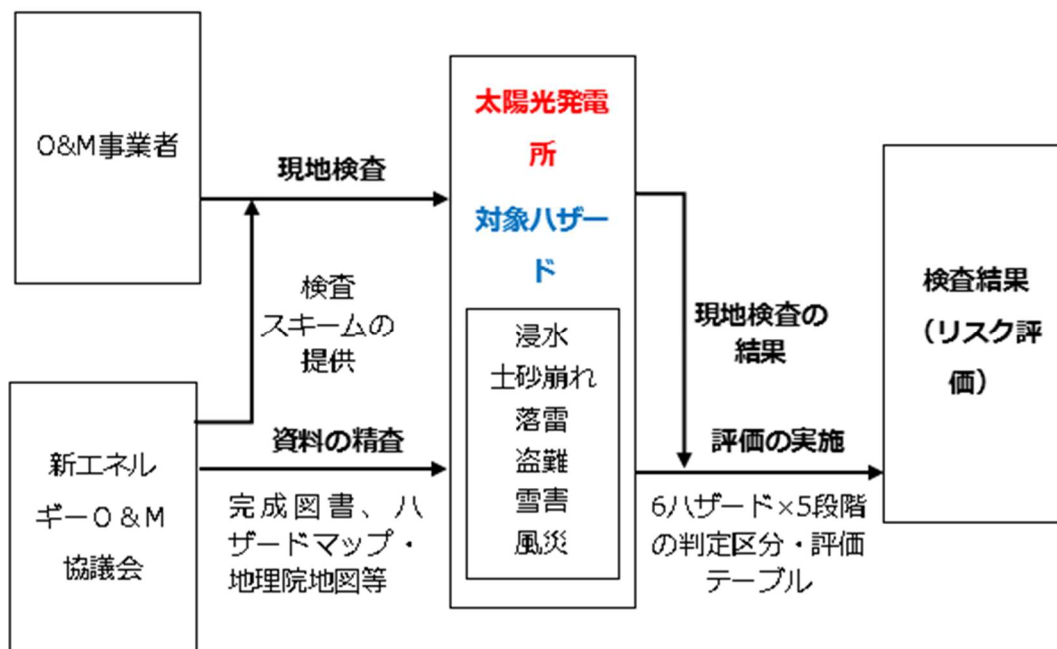 O&M事業者
現地検査
検査
スキームの
提供
新エネル
ギーO＆M
協議会
資料の精査
完成図書、ハ
ザードマップ・
地理院地図等
太陽光発電
所
対象ハザー
ド
浸水
土砂崩れ
落雷
盗難
雪害
風災
現地検査の
結果
評価の実施
6ハザード×5段階
の判定区分・評価
テーブル
検査結果
（リスク評
価）